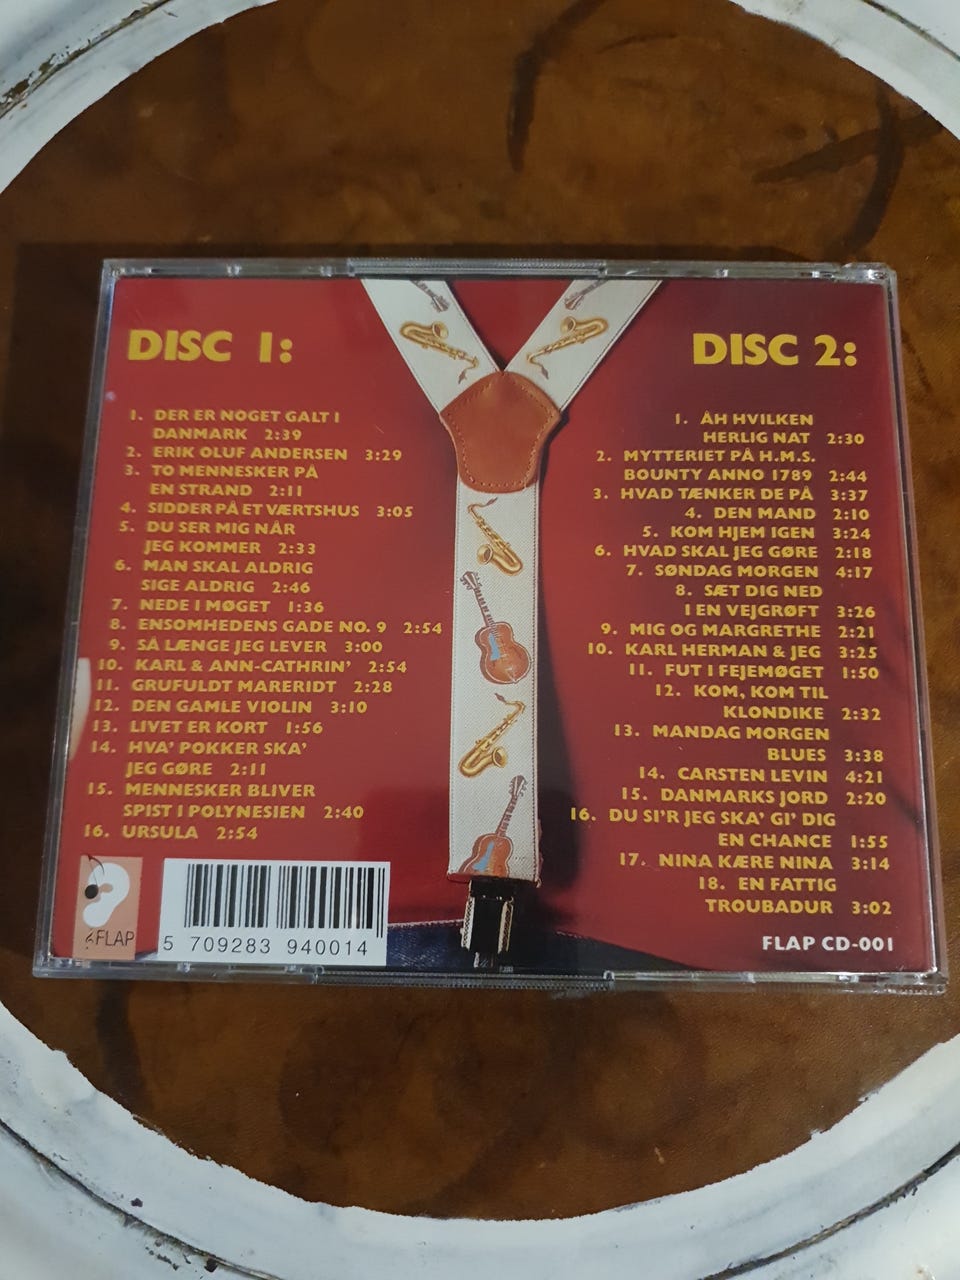 DISC 1:
1. DER ER NOGET GALT I
DANMARK 2:39
2. ERIK OLUF ANDERSEN 3:29
3. TO MENNESKER PÅ
EN STRAND 2:11
4. SIDDER PÅ ET VÆRTSHUS 3:05
5. DU SER MIG NÅR
JEG KOMMER 2:33
6. MAN SKAL ALDRIG
SIGE ALDRIG 2:46
7. NEDE I MØGET 1:36
8. ENSOMHEDENS GADE NO. 9 2:54
9. SÅ LÆNGE JEG LEVER 3:00
10. KARL & ANN-CATHRIN' 2:54
11. GRUFULDT MARERIDT 2:28
12. DEN GAMLE VIOLIN 3:10
13. LIVET ER KORT 1:56
14. HVA' POKKER SKA'
JEG GØRE 2:11
15. MENNESKER BLIVER
SPIST I POLYNESIEN 2:40
16. URSULA 2:54
FLAP
5 709283 940014
DISC 2:
1. ÅH HVILKEN
HERLIG NAT 2:30
2. MYTTERIET PÅ H.M.S.
BOUNTY ANNO 1789 2:44
3. HVAD TÆNKER DE PÅ 3:37
4. DEN MAND 2:10
5. KOM HJEM IGEN 3:24
6. HVAD SKAL JEG GØRE 2:18
7. SØNDAG MORGEN 4:17
8. SÆT DIG NED
I EN VEJGRØFT 3:26
9. MIG OG MARGRETHE 2:21
10. KARL HERMAN & JEG 3:25
11. FUT I FEJEMØGET 1:50
12. KOM, KOM TIL
KLONDIKE 2:32
13. MANDAG MORGEN
BLUES 3:38
14. CARSTEN LEVIN 4:21
15. DANMARKS JORD 2:20
16. DU SI'R JEG SKA' GI' DIG
EN CHANCE 1:55
17. NINA KÆRE NINA 3:14
18. EN FATTIG
TROUBADUR 3:02
FLAP CD-001